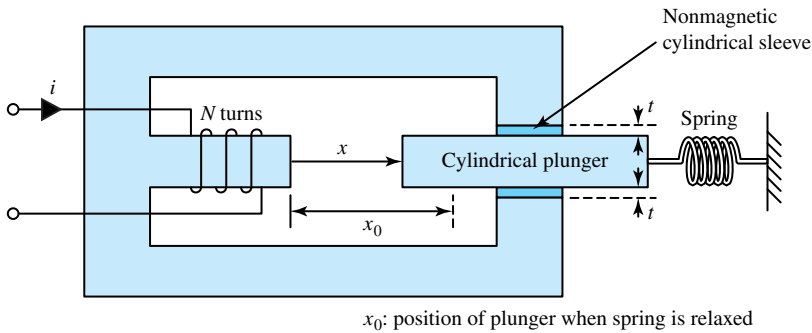 Nonmagnetic
cylindrical sleeve
i
N turns
t
Spring
x
Cylindrical plunger
x₀
t
x₀: position of plunger when spring is relaxed